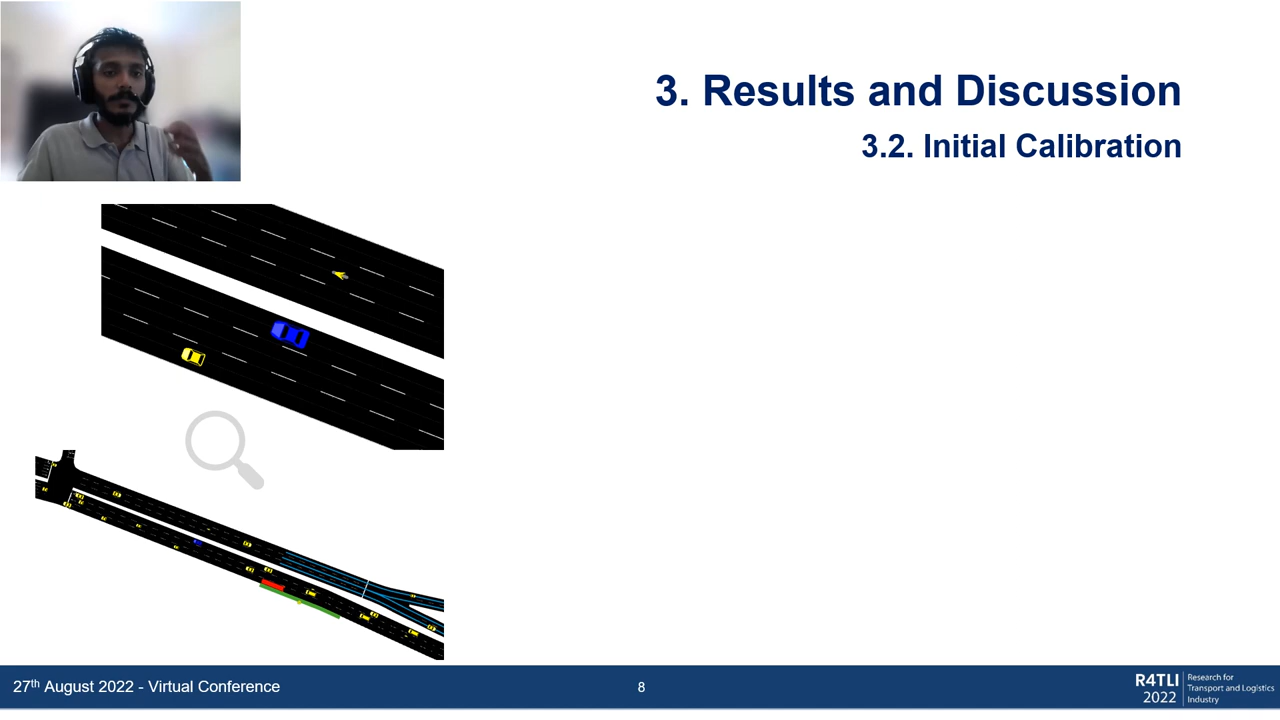 3. Results and Discussion
3.2. Initial Calibration
27th August 2022 - Virtual Conference
8
R4TLI
2022
Research for
Transport and Logistics
Industry